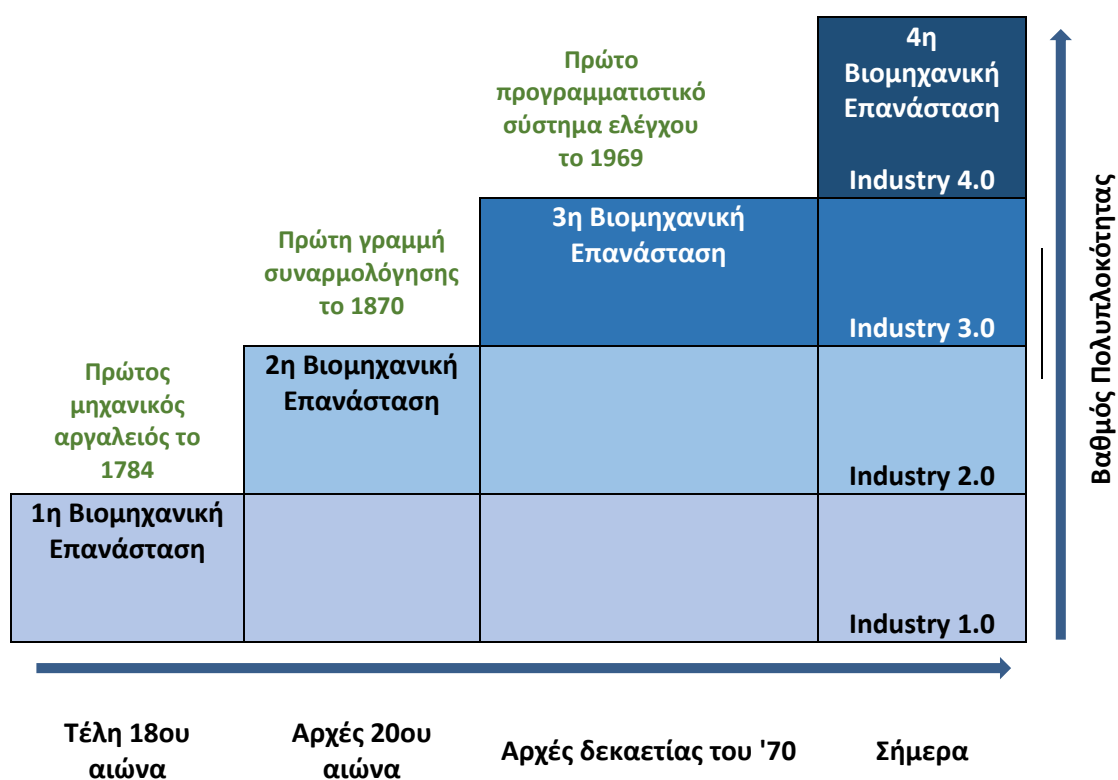 4η
Βιομηχανική
Επανάσταση
Industry 4.0
Πρώτο
προγραμματιστικό
σύστημα ελέγχου
το 1969
3η Βιομηχανική
Επανάσταση
Industry 3.0
Πρώτη γραμμή
συναρμολόγησης
το 1870
2η Βιομηχανική
Επανάσταση
Industry 2.0
Πρώτος
μηχανικός
αργαλειός το
1784
1η Βιομηχανική
Επανάσταση
Industry 1.0
Βαθμός Πολυπλοκότητας
Τέλη 18ου
αιώνα
Αρχές 20ου
αιώνα
Αρχές δεκαετίας του '70
Σήμερα